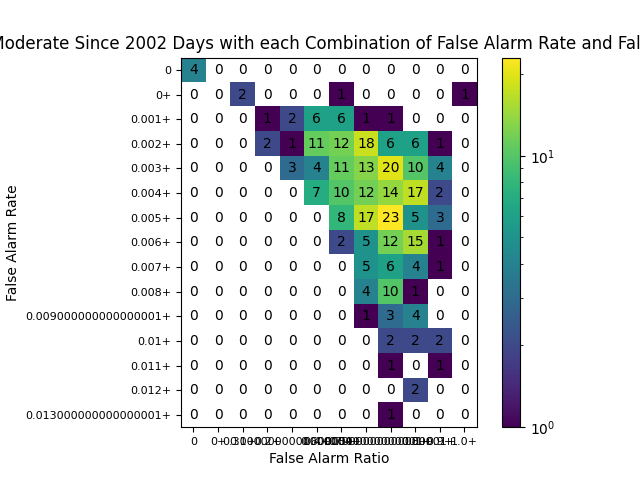 Moderate Since 2002 Days with each Combination of False Alarm Rate and Fal
0 4 0 0 0 0 0 0 0 0 0 0 0
0+ 0 0 2 0 0 0 1 0 0 0 0 1
0.001+ 0 0 0 1 2 6 6 1 1 0 0 0
0.002+ 0 0 0 2 1 11 12 18 6 6 1 0
10¹
0.003+ 0 0 0 0 3 4 11 13 20 10 4 0
0.004+ 0 0 0 0 0 7 10 12 14 17 2 0
0.005+ 0 0 0 0 0 0 8 17 23 5 3 0
0.006+ 0 0 0 0 0 0 2 5 12 15 1 0
0.007+ 0 0 0 0 0 0 0 5 6 4 1 0
0.008+ 0 0 0 0 0 0 0 4 10 1 0 0
0.009000000000000001+ 0 0 0 0 0 0 0 1 3 4 0 0
0.01+ 0 0 0 0 0 0 0 0 2 2 2 0
0.011+ 0 0 0 0 0 0 0 0 1 0 1 0
0.012+ 0 0 0 0 0 0 0 0 0 2 0 0
0.013000000000000001+ 0 0 0 0 0 0 0 0 1 0 0 0
10⁰
0 0+ 1.0+
False Alarm Ratio
False Alarm Rate